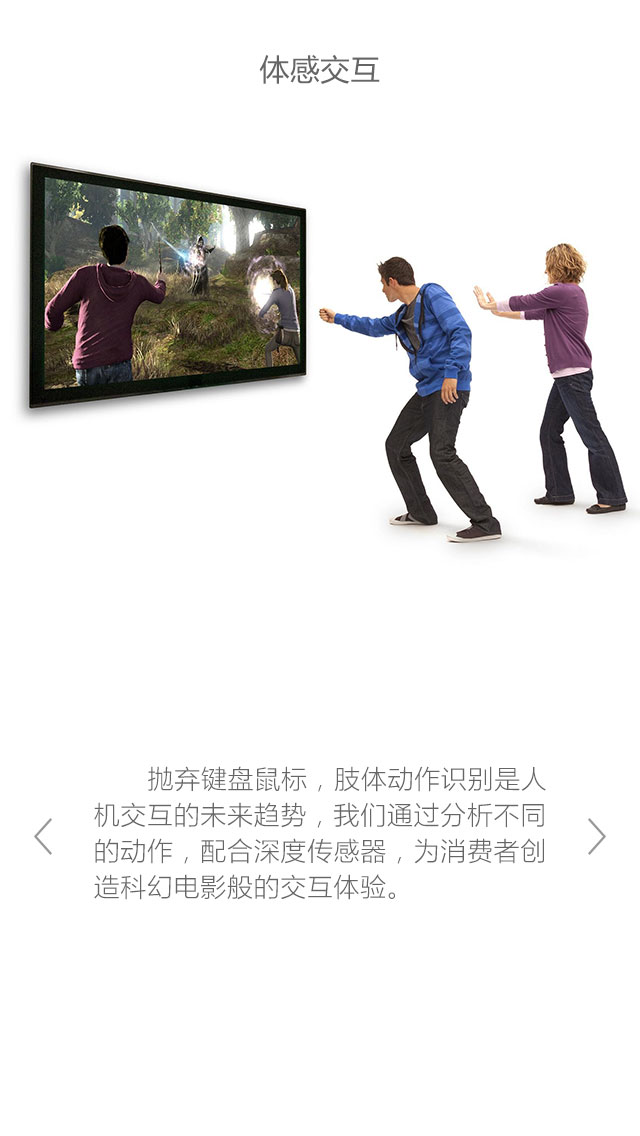 体感交互
抛弃键盘鼠标，肢体动作识别是人
机交互的未来趋势，我们通过分析不同
的动作，配合深度传感器，为消费者创
造科幻电影般的交互体验。